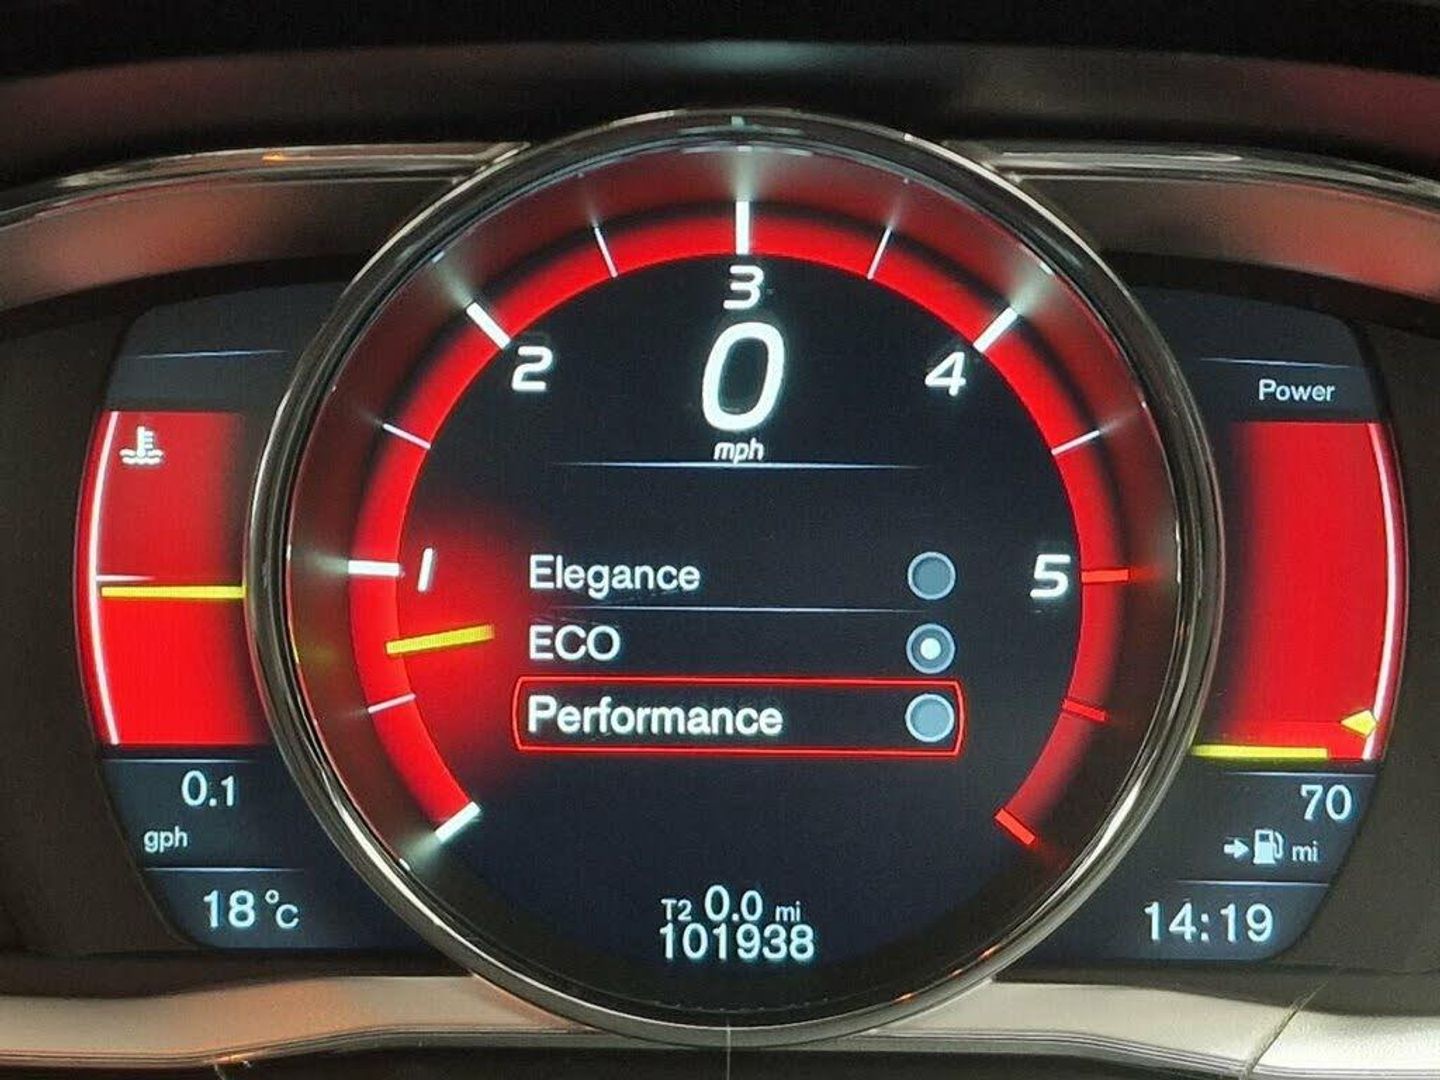 3
2
4
0
mph
Power
1
5
Elegance
ECO
Performance
0.1
gph
18°C
70
mi
T2 0.0 mi
101938
14:19